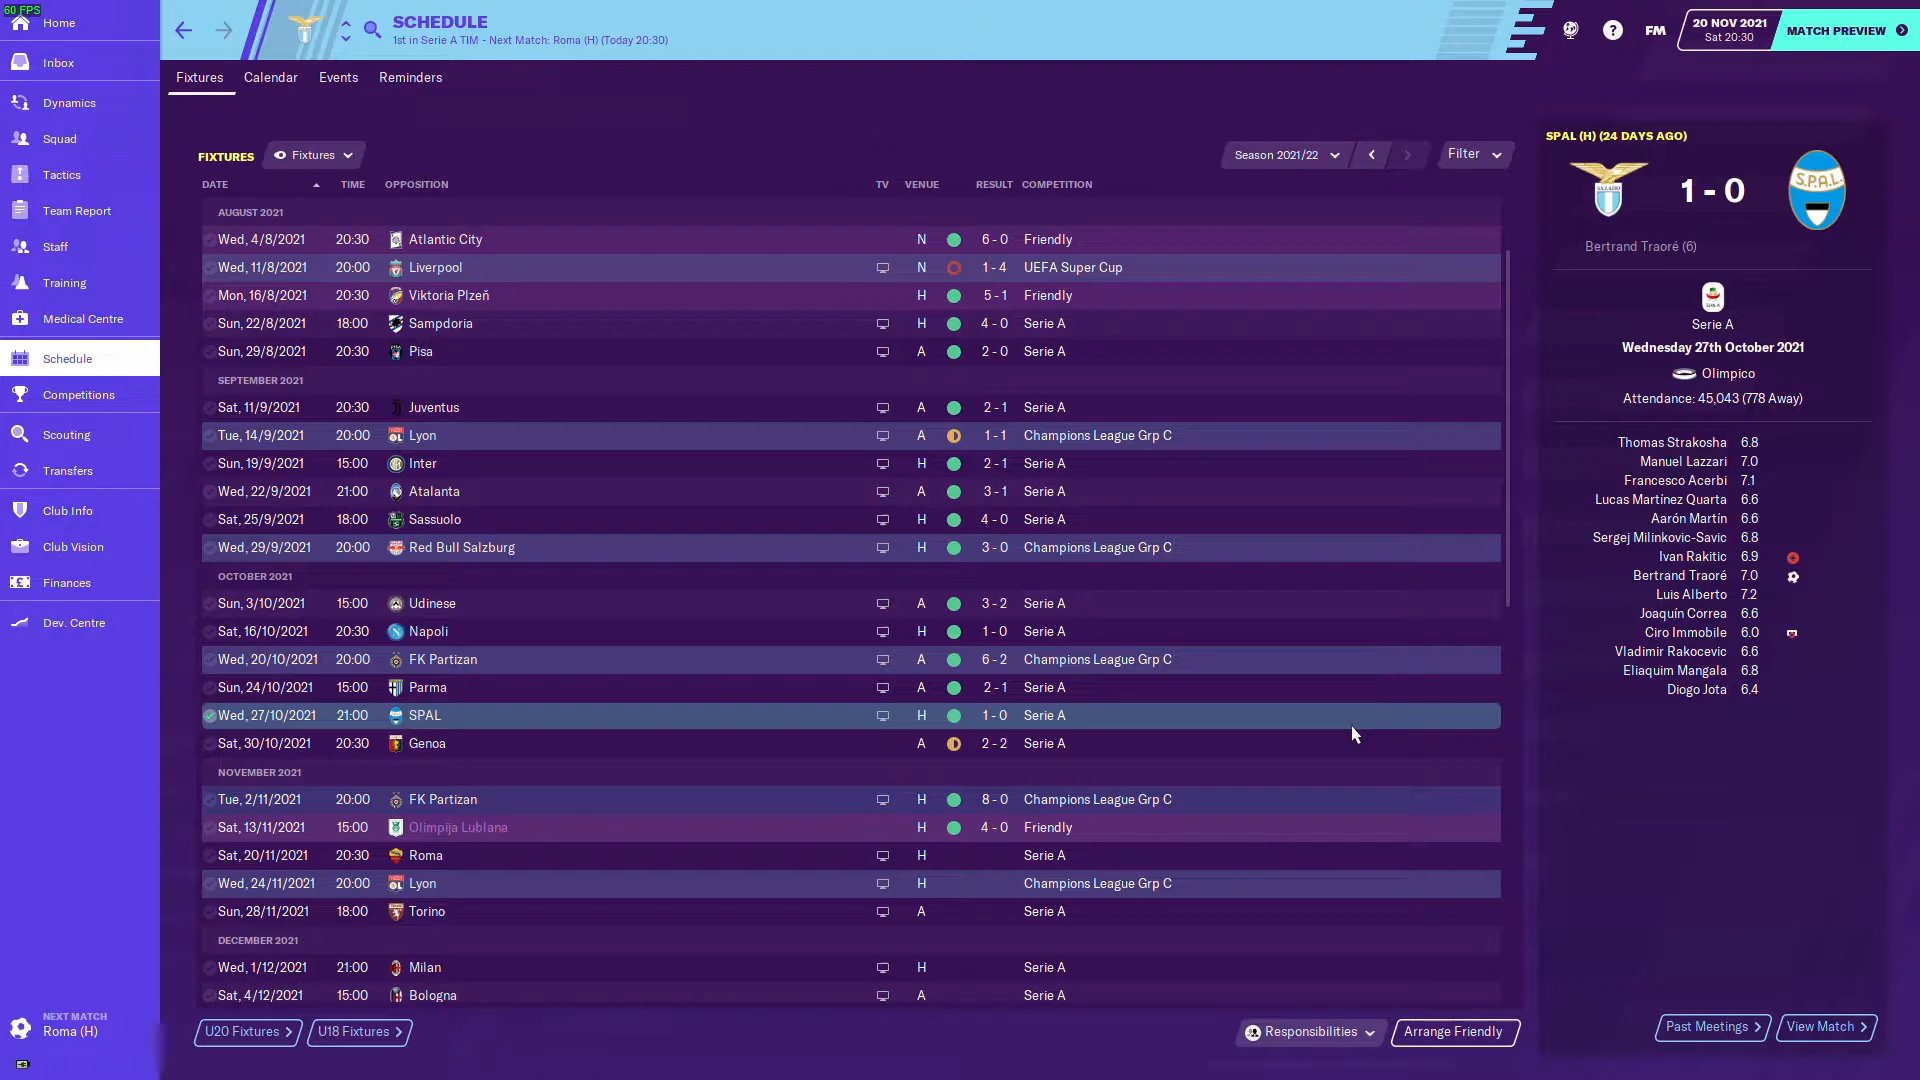 60 FPS
Home
Inbox
Dynamics
Squad
Tactics
Team Report
Staff
Training
Medical Centre
Schedule
Competitions
Scouting
Transfers
Club Info
Club Vision
Finances
Dev. Centre
NEXT MATCH
Roma (H)
SCHEDULE
1st in Serie A TIM - Next Match: Roma (H) (Today 20:30)
FM
20 NOV 2021
Sat 20:30
MATCH PREVIEW
Fixtures Calendar Events Reminders
FIXTURES Fixtures Season 2021/22 Filter
DATE TIME OPPOSITION TV VENUE RESULT COMPETITION
AUGUST 2021
Wed, 4/8/2021 20:30 Atlantic City N 6 - 0 Friendly
Wed, 11/8/2021 20:00 Liverpool N 1 - 4 UEFA Super Cup
Mon, 16/8/2021 20:30 Viktoria Plzeň H 5 - 1 Friendly
Sun, 22/8/2021 18:00 Sampdoria H 4 - 0 Serie A
Sun, 29/8/2021 20:30 Pisa A 2 - 0 Serie A
SEPTEMBER 2021
Sat, 11/9/2021 20:30 Juventus A 2 - 1 Serie A
Tue, 14/9/2021 20:00 Lyon A 1 - 1 Champions League Grp C
Sun, 19/9/2021 15:00 Inter H 2 - 1 Serie A
Wed, 22/9/2021 21:00 Atalanta A 3 - 1 Serie A
Sat, 25/9/2021 18:00 Sassuolo H 4 - 0 Serie A
Wed, 29/9/2021 20:00 Red Bull Salzburg H 3 - 0 Champions League Grp C
OCTOBER 2021
Sun, 3/10/2021 15:00 Udinese A 3 - 2 Serie A
Sat, 16/10/2021 20:30 Napoli H 1 - 0 Serie A
Wed, 20/10/2021 20:00 FK Partizan A 6 - 2 Champions League Grp C
Sun, 24/10/2021 15:00 Parma A 2 - 1 Serie A
Wed, 27/10/2021 21:00 SPAL H 1 - 0 Serie A
Sat, 30/10/2021 20:30 Genoa A 2 - 2 Serie A
NOVEMBER 2021
Tue, 2/11/2021 20:00 FK Partizan H 8 - 0 Champions League Grp C
Sat, 13/11/2021 15:00 Olimpija Lublana H 4 - 0 Friendly
Sat, 20/11/2021 20:30 Roma H Serie A
Wed, 24/11/2021 20:00 Lyon H Champions League Grp C
Sun, 28/11/2021 18:00 Torino A Serie A
DECEMBER 2021
Wed, 1/12/2021 21:00 Milan H Serie A
Sat, 4/12/2021 15:00 Bologna A Serie A
U20 Fixtures U18 Fixtures Responsibilities Arrange Friendly
SPAL (H) (24 DAYS AGO)
1 - 0
S.P.A.L.
Bertrand Traoré (6)
Serie A
Wednesday 27th October 2021
Olimpico
Attendance: 45,043 (778 Away)
Thomas Strakosha 6.8
Manuel Lazzari 7.0
Francesco Acerbi 7.1
Lucas Martínez Quarta 6.6
Aarón Martín 6.6
Sergej Milinkovic-Savic 6.8
Ivan Rakitic 6.9
Bertrand Traoré 7.0
Luis Alberto 7.2
Joaquín Correa 6.6
Ciro Immobile 6.0
Vladimir Rakocevic 6.6
Eliaquim Mangala 6.8
Diogo Jota 6.4
Past Meetings View Match